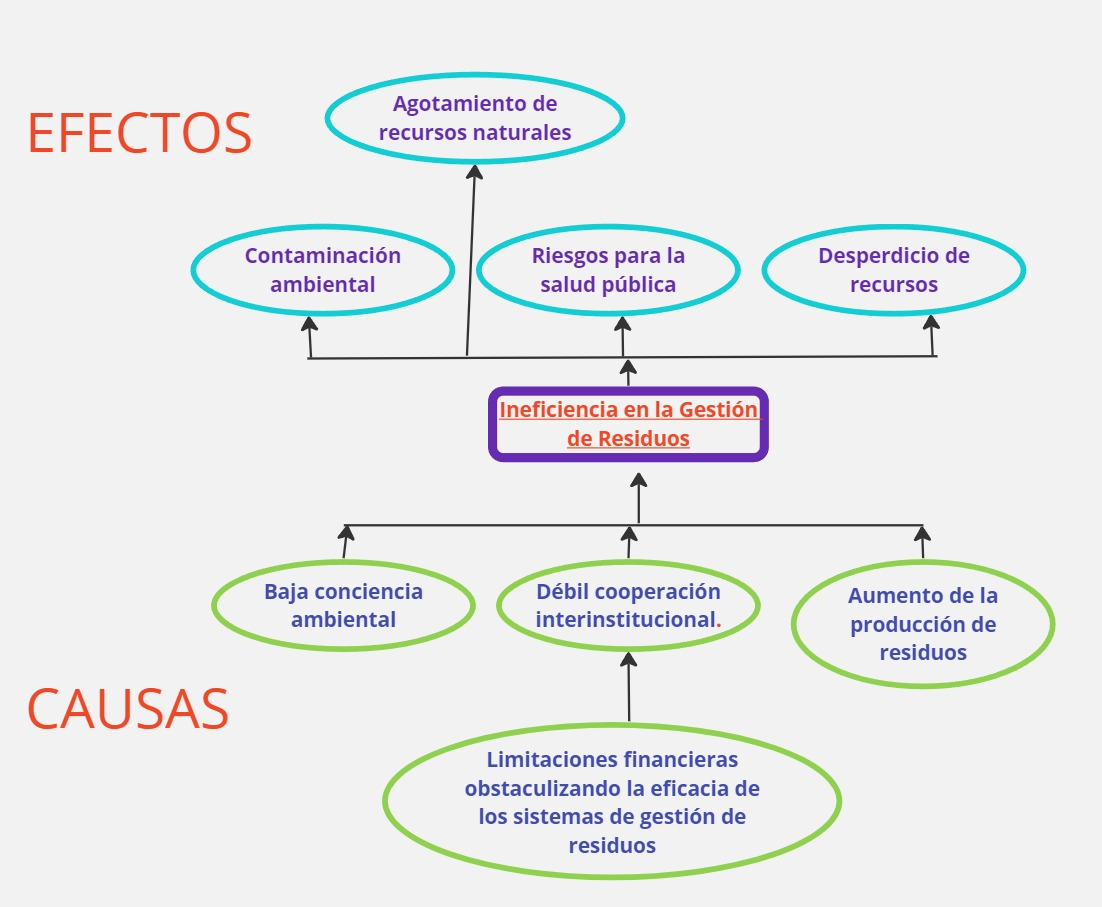 EFECTOS
Agotamiento de
recursos naturales
Contaminación
ambiental
Riesgos para la
salud pública
Desperdicio de
recursos
Ineficiencia en la Gestión
de Residuos
Baja conciencia
ambiental
Débil cooperación
interinstitucional.
Aumento de la
producción de
residuos
CAUSAS
Limitaciones financieras
obstaculizando la eficacia de
los sistemas de gestión de
residuos